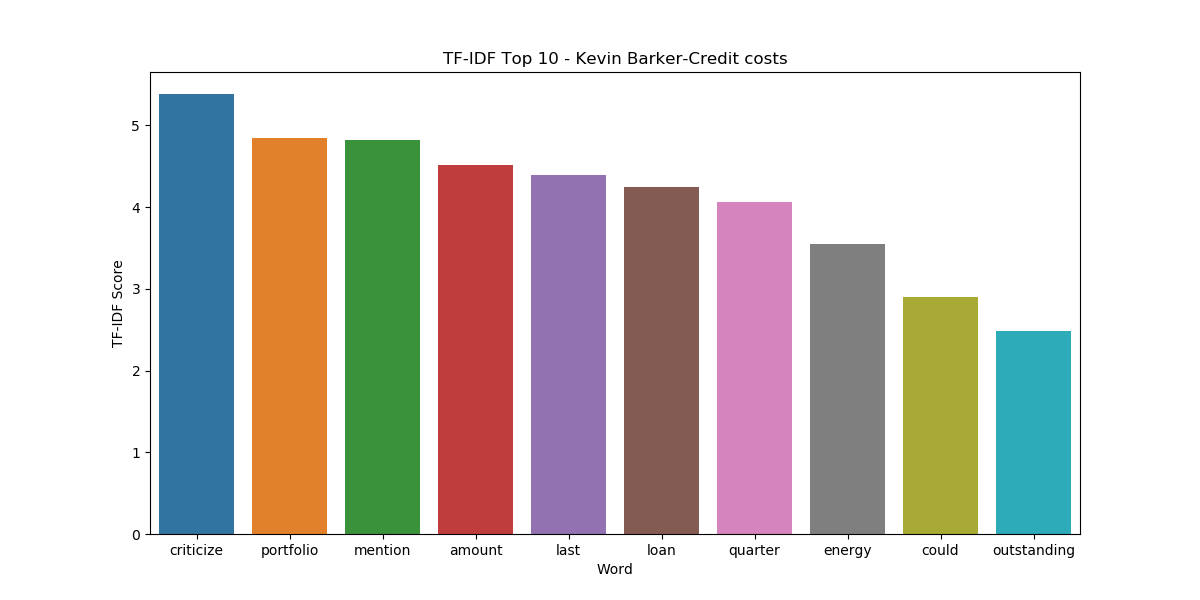 TF-IDF Top 10 - Kevin Barker-Credit costs
TF-IDF Score
5
4
3
2
1
0
criticize portfolio mention amount last loan quarter energy could outstanding
Word